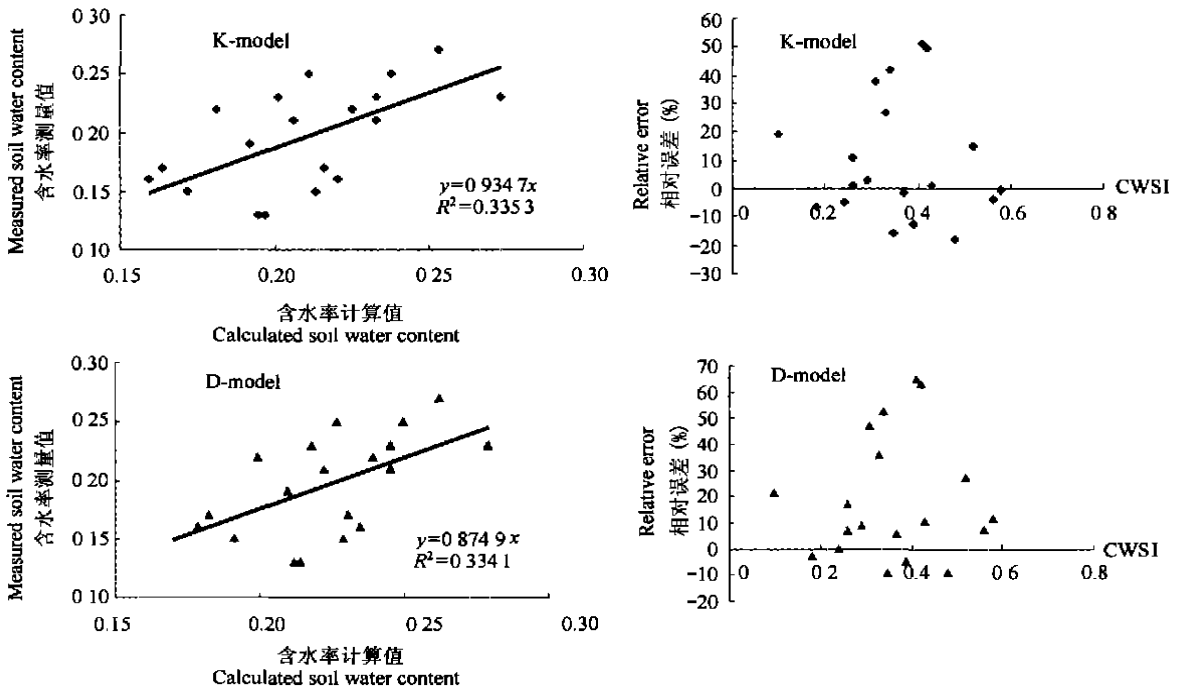 Measured soil water content
含水率测量值
0 30
0.25
0.20
0.15
0 10
K-model
y=0 934 7x
R²=0.335 3
0.15
0.20
0.25
0.30
含水率计算值
Calculated soil water content
Relative error
相对误差 (%)
60
50
40
30
20
10
0
-10
-20
-30
K-model
0
0.2
0.4
0.6
0 8
CWSI
Measured soil water content
含水率测量值
0.30
0.25
0.20
0.15
0 10
D-model
y=0 874 9 x
R²=0 334 1
0.15
0.20
0.25
0.30
含水率计算值
Calculated soil water content
Relative error
相对误差 (%)
70
60
50
40
30
20
10
0
-10
-20
D-model
0
0 2
0.4
0 6
0.8
CWSI